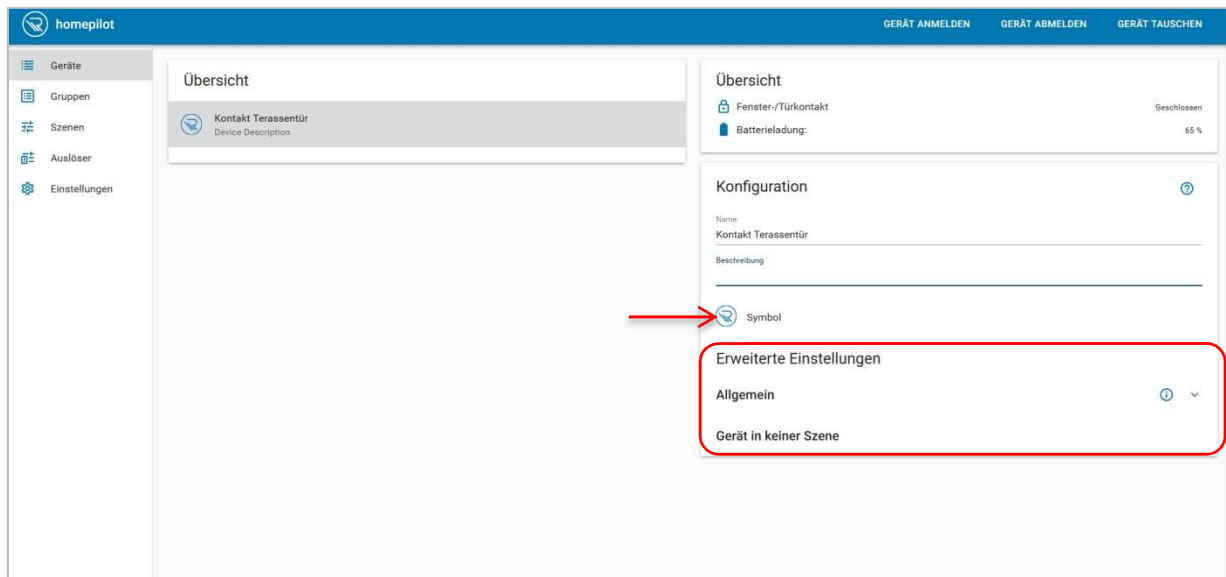 homepilot
GERÄT ANMELDEN GERÄT ABMELDEN GERÄT TAUSCHEN
Geräte
Gruppen
Szenen
Auslöser
Einstellungen
Übersicht
Kontakt Terassentür
Device Description
Übersicht
Fenster-/Türkontakt Geschlossen
Batterieladung: 65 %
Konfiguration
Name
Kontakt Terassentür
Beschreibung
Symbol
Erweiterte Einstellungen
Allgemein
Gerät in keiner Szene